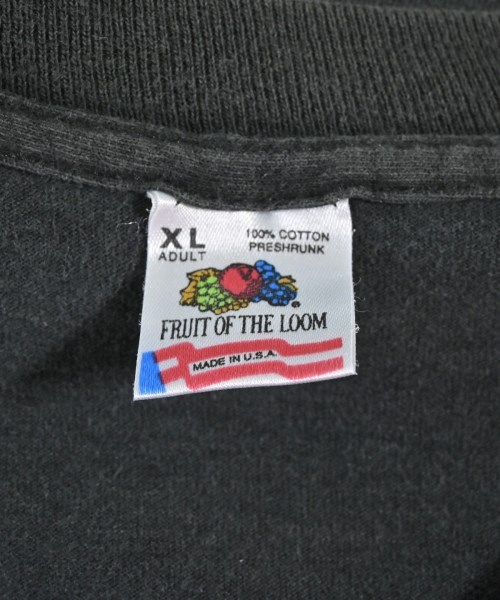 XL
ADULT
100% COTTON
PRESHRUNK
®
FRUIT OF THE LOOM
MADE IN U.S.A.